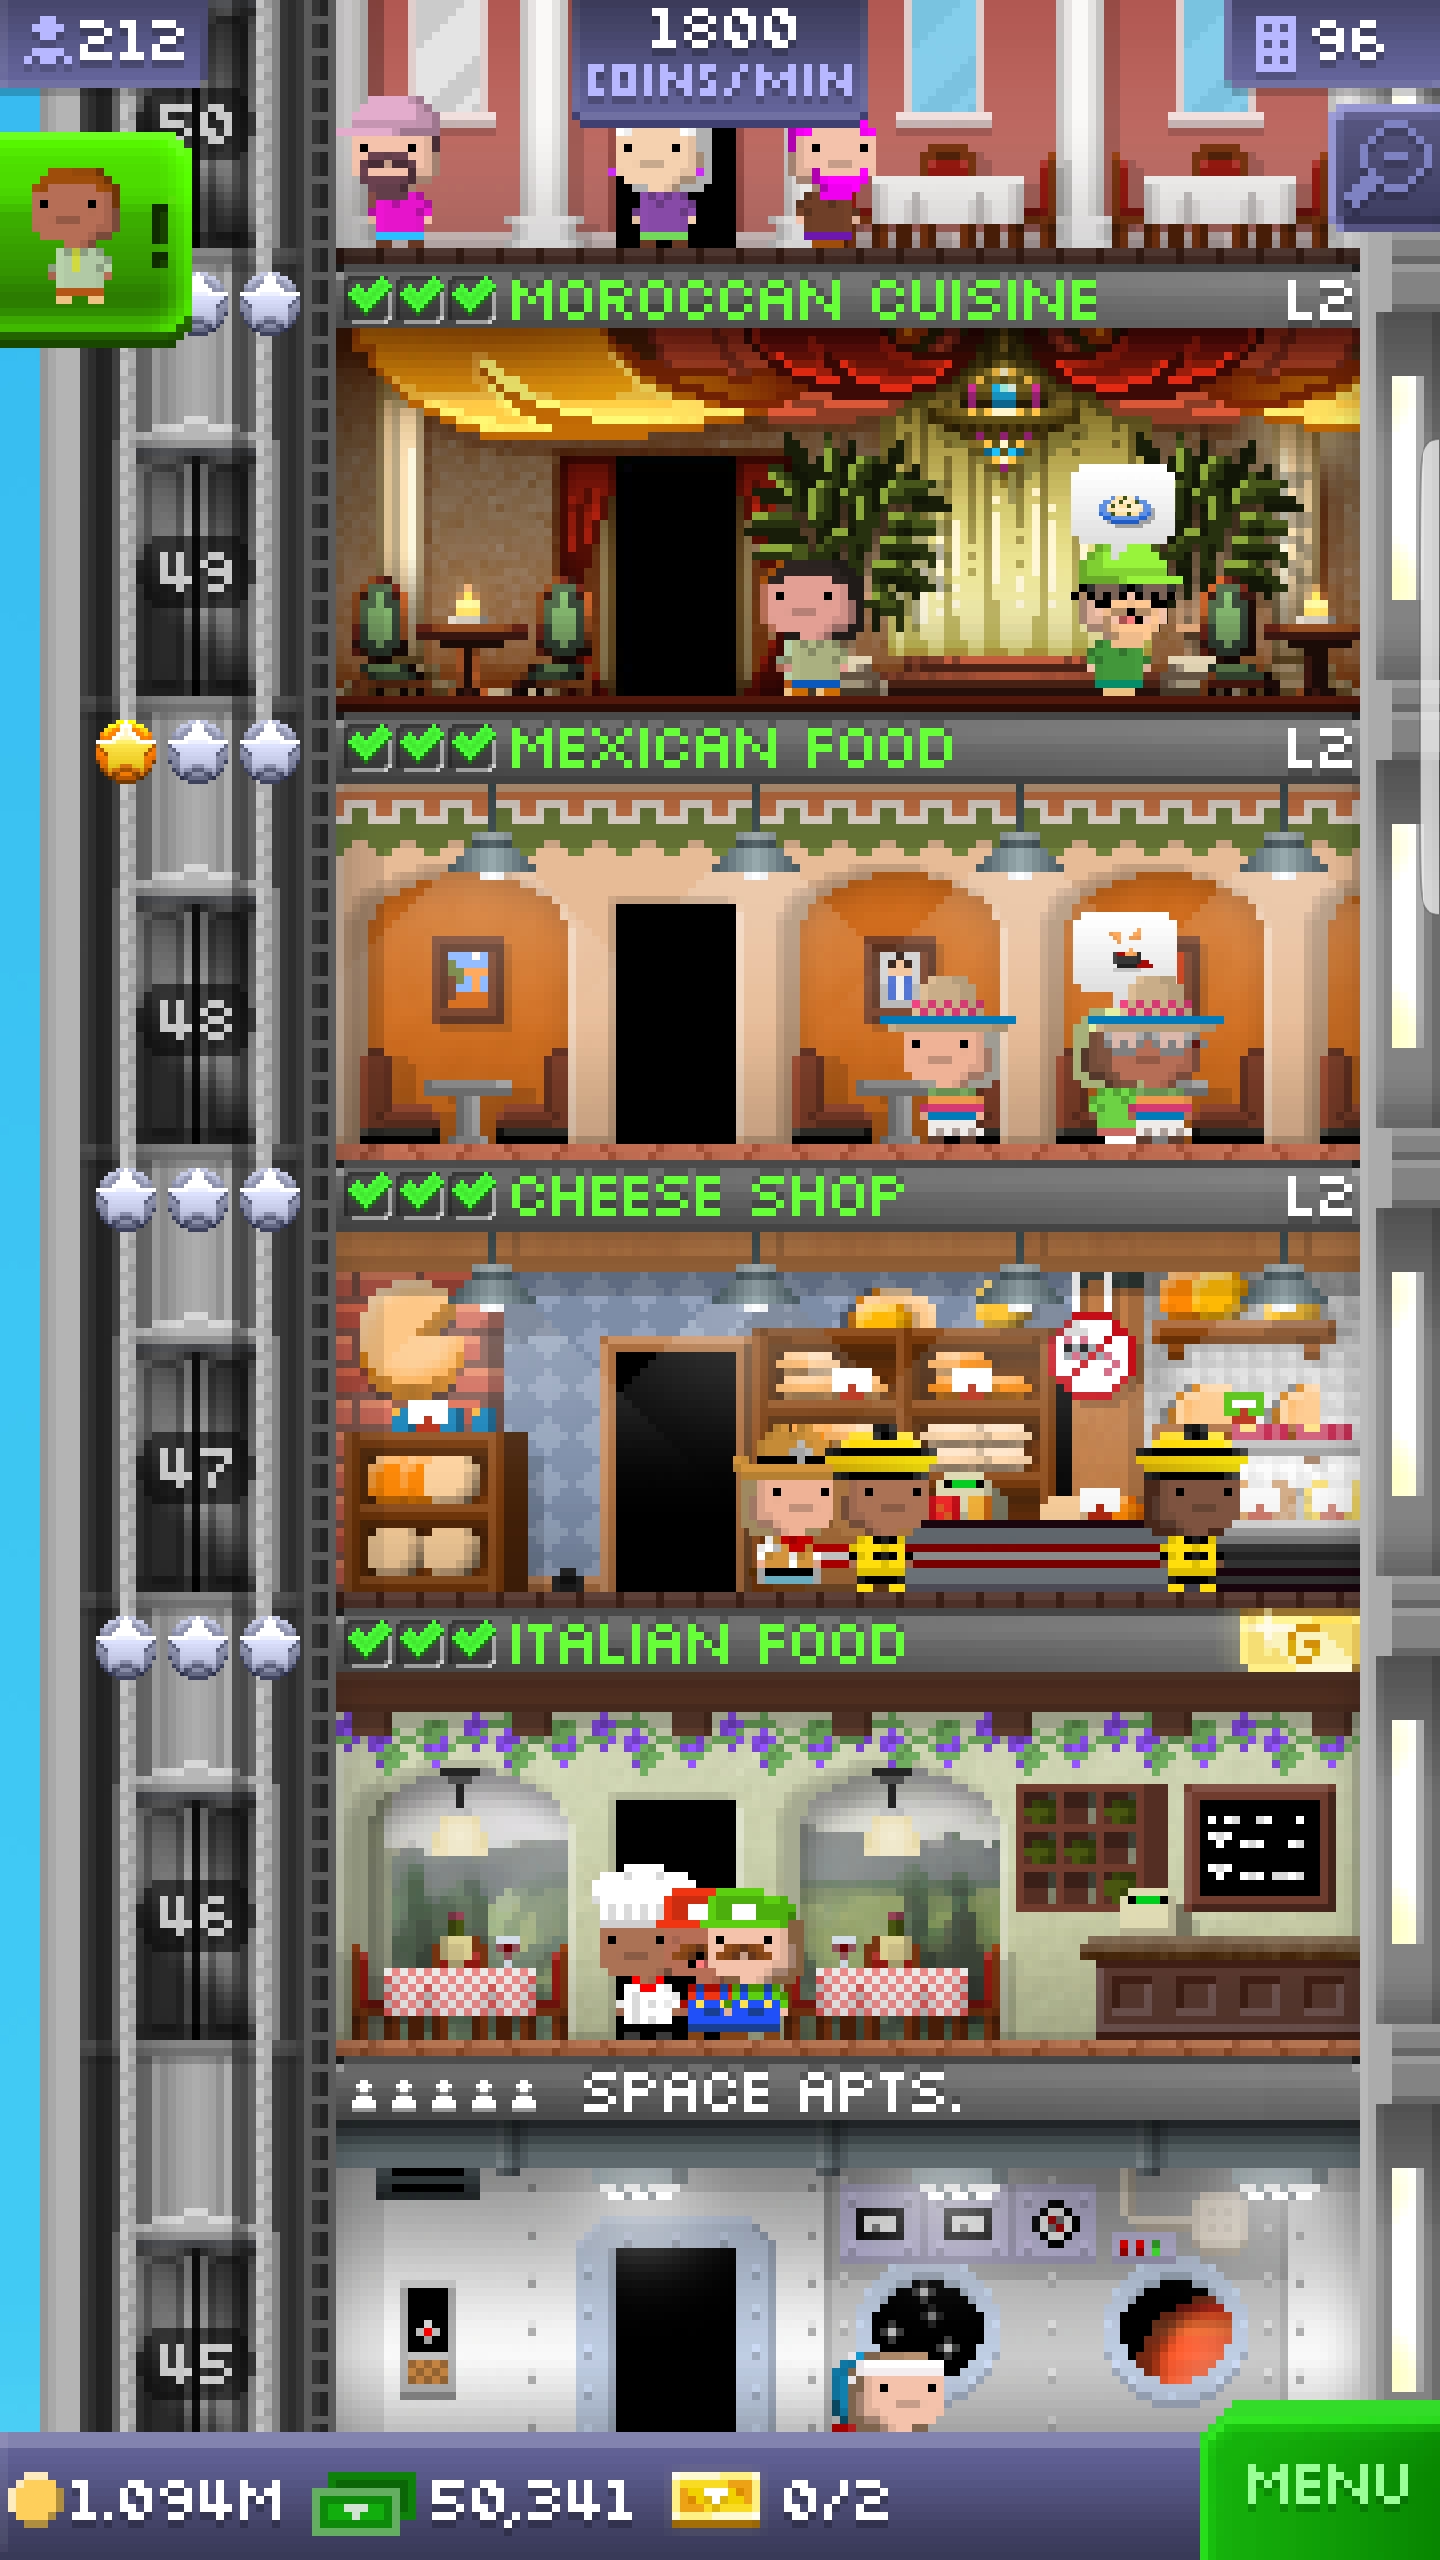 212
1800
COINS/MIN
96
50
!
MOROCCAN CUISINE L2
49
MEXICAN FOOD L2
48
CHEESE SHOP L2
47
ITALIAN FOOD G
46
SPACE APTS.
45
1.094M 50,341 0/2 MENU